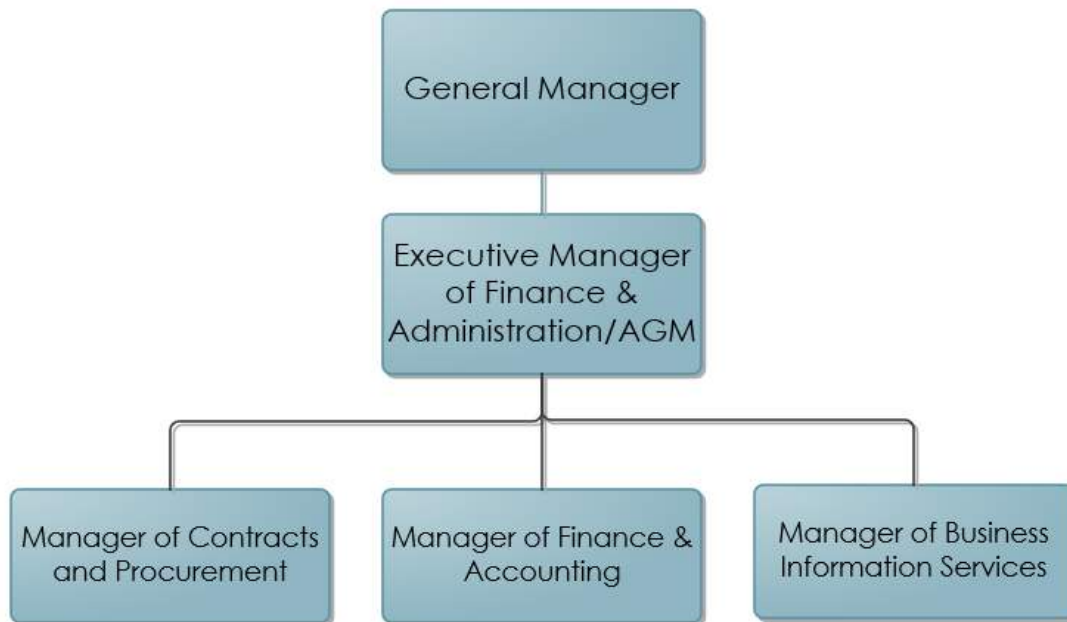 General Manager
Executive Manager
of Finance &
Administration/AGM
Manager of Contracts
and Procurement
Manager of Finance &
Accounting
Manager of Business
Information Services